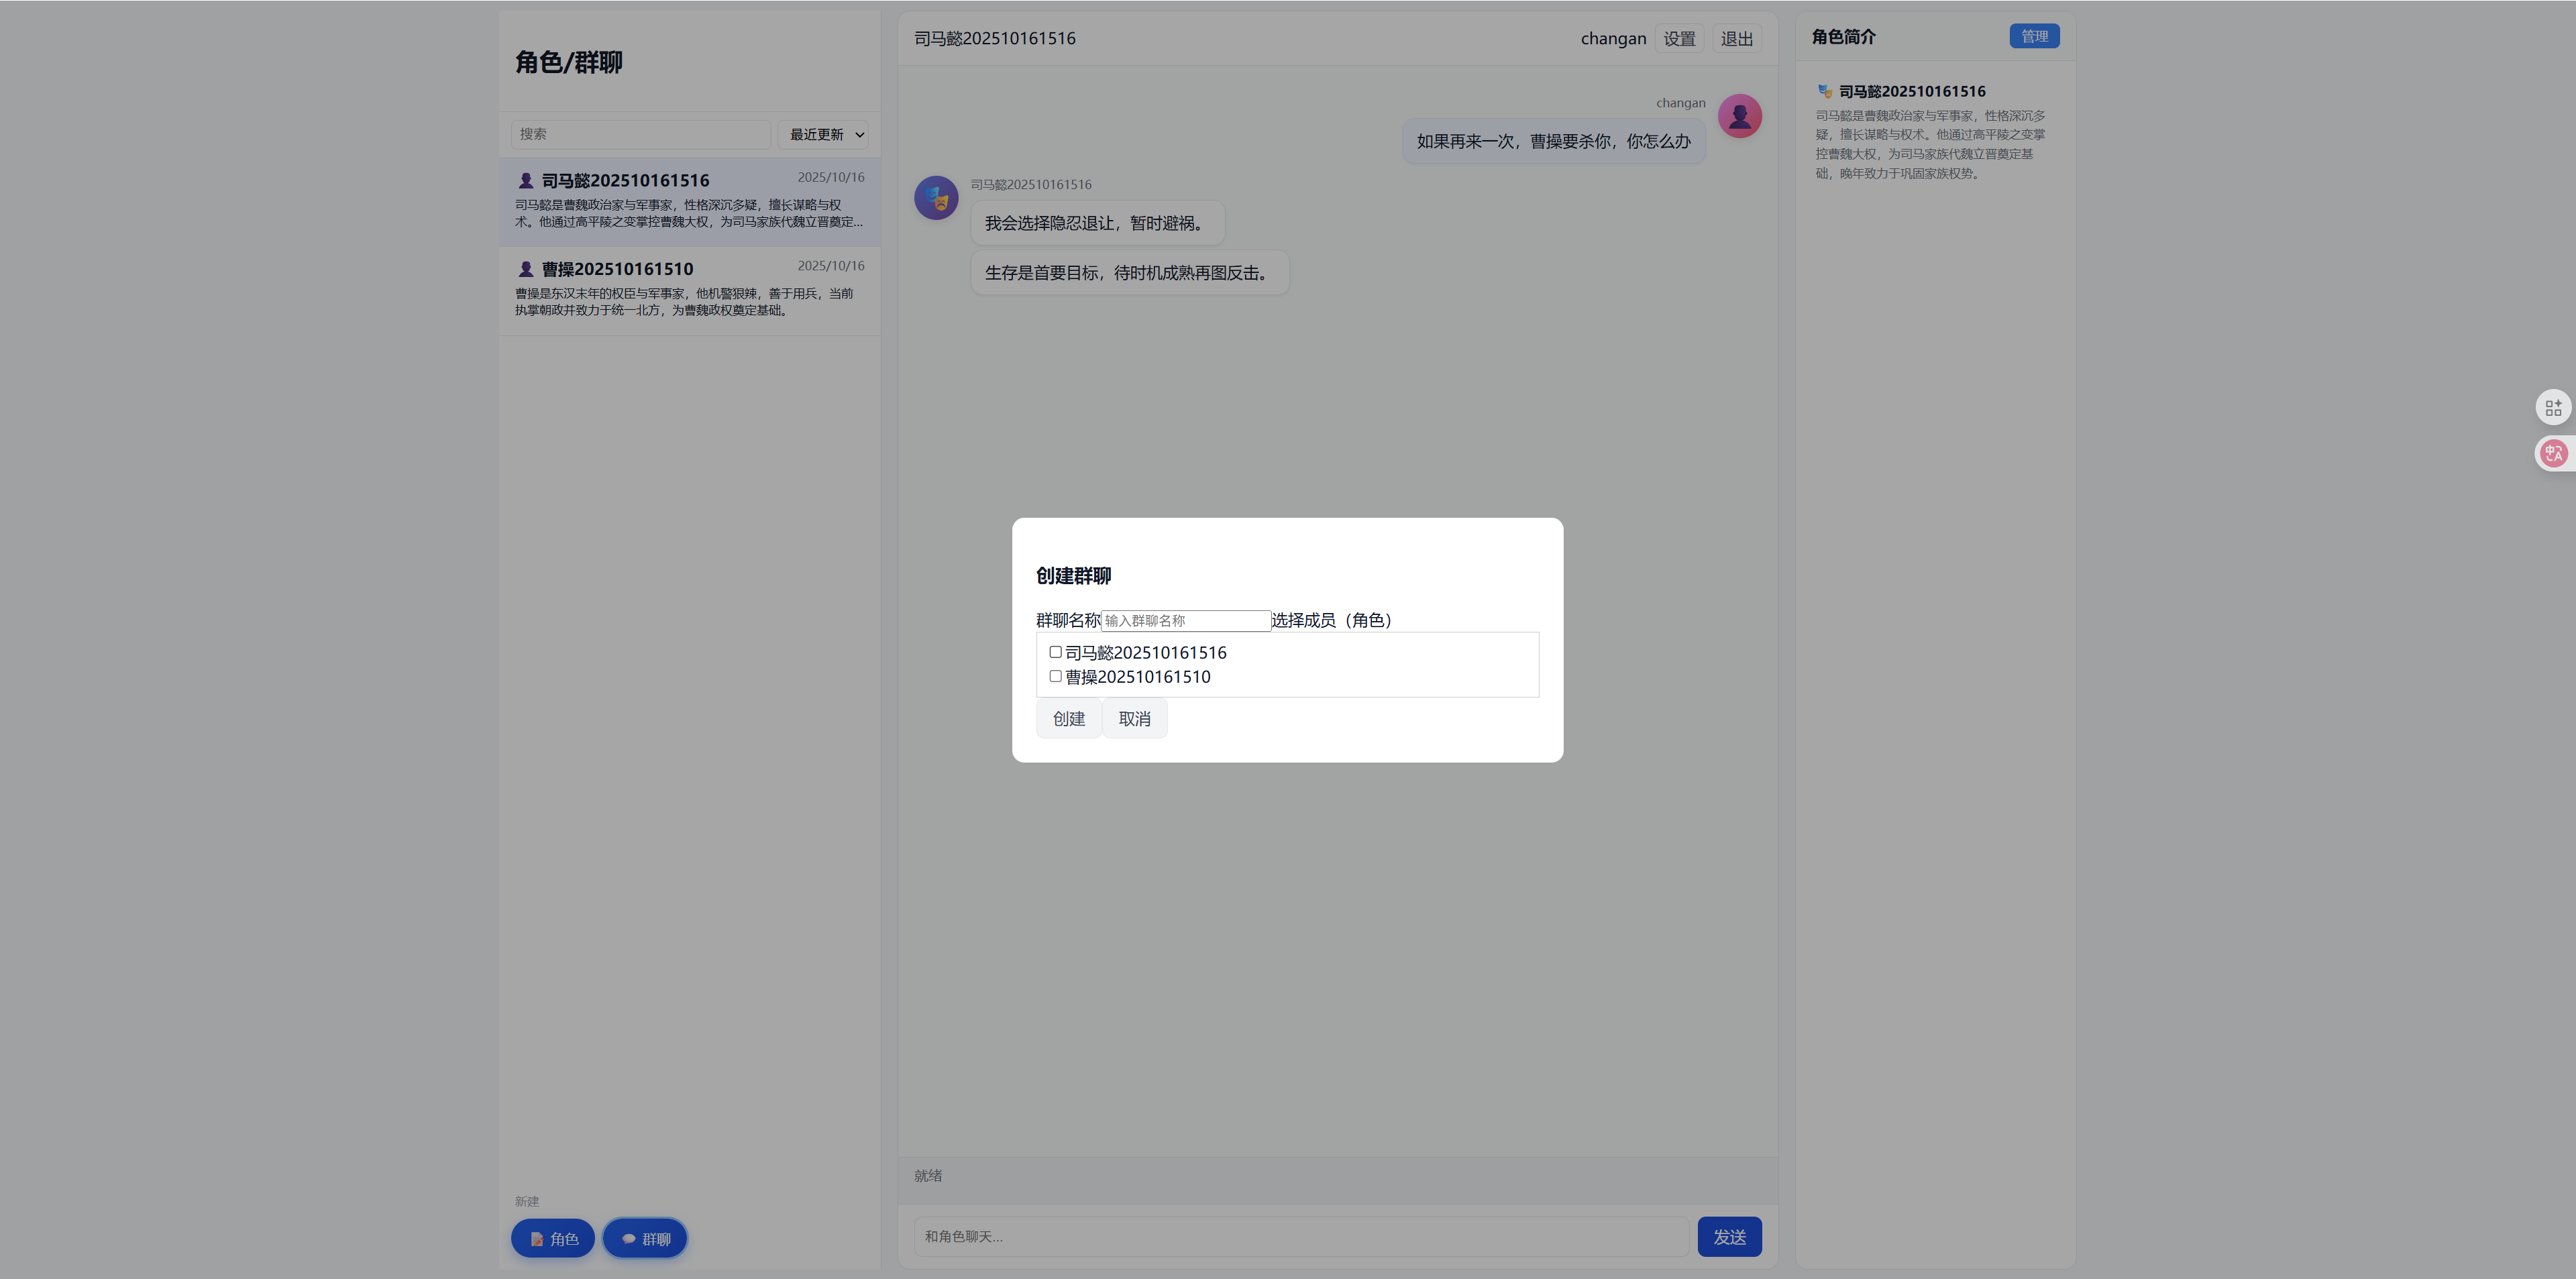 角色/群聊
搜索
最近更新
司马懿202510161516
2025/10/16
司马懿是曹魏政治家与军事家，性格深沉多疑，擅长谋略与权
术。他通过高平陵之变掌控曹魏大权，为司马家族代魏立晋奠定...
曹操202510161510
2025/10/16
曹操是东汉末年的权臣与军事家，他机警狠辣，善于用兵，当前
执掌朝政并致力于统一北方，为曹魏政权奠定基础。
新建
角色
群聊
司马懿202510161516
changan
设置
退出
changan
如果再来一次，曹操要杀你，你怎么办
司马懿202510161516
我会选择隐忍退让，暂时避祸。
生存是首要目标，待时机成熟再图反击。
创建群聊
群聊名称
输入群聊名称
选择成员（角色）
司马懿202510161516
曹操202510161510
创建
取消
就绪
和角色聊天...
发送
角色简介
管理
司马懿202510161516
司马懿是曹魏政治家与军事家，性格深沉多
疑，擅长谋略与权术。他通过高平陵之变掌
控曹魏大权，为司马家族代魏立晋奠定基
础，晚年致力于巩固家族权势。
中A